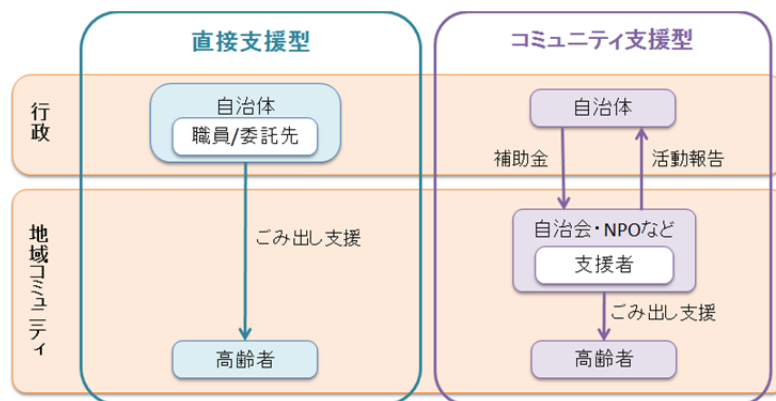 直接支援型
コミュニティ支援型
行政
自治体
職員/委託先
自治体
補助金
活動報告
地域コミュニティ
ごみ出し支援
自治会・NPOなど
支援者
ごみ出し支援
高齢者
高齢者